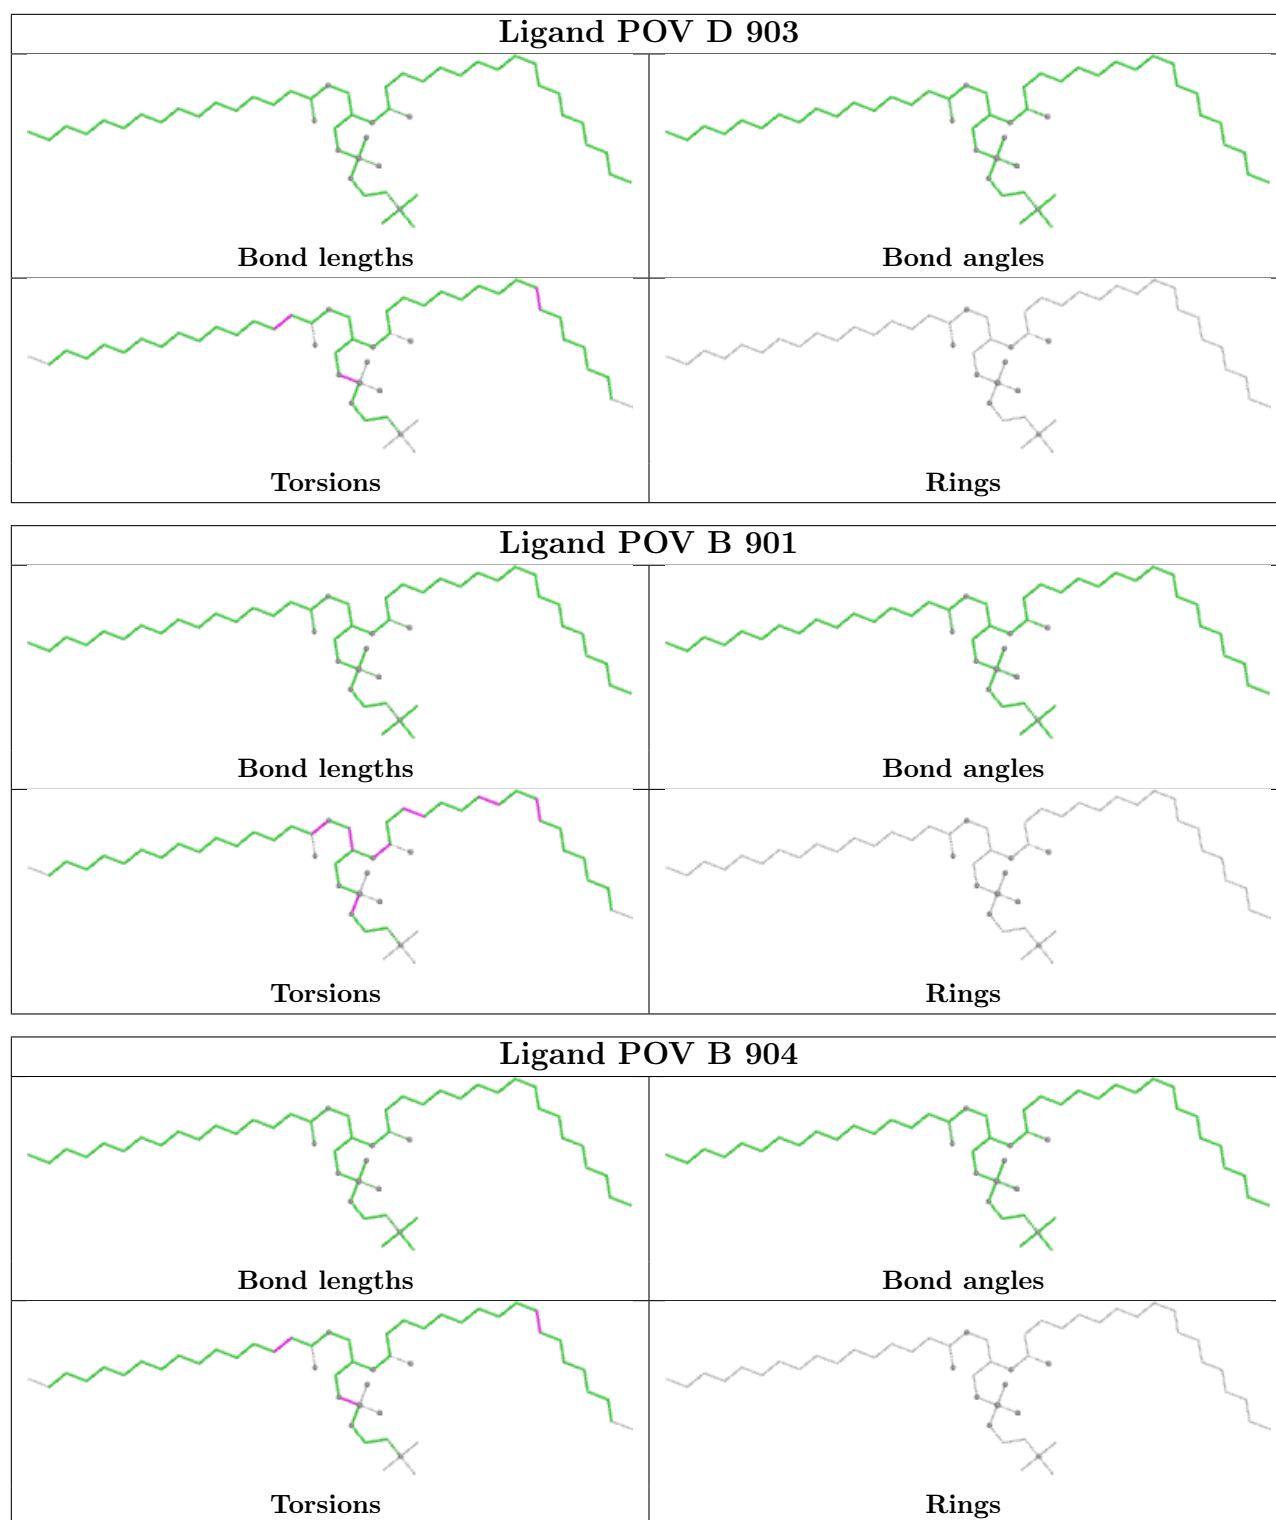 Ligand POV D 903
Bond lengths
Bond angles
Torsions
Rings
Ligand POV B 901
Bond lengths
Bond angles
Torsions
Rings
Ligand POV B 904
Bond lengths
Bond angles
Torsions
Rings